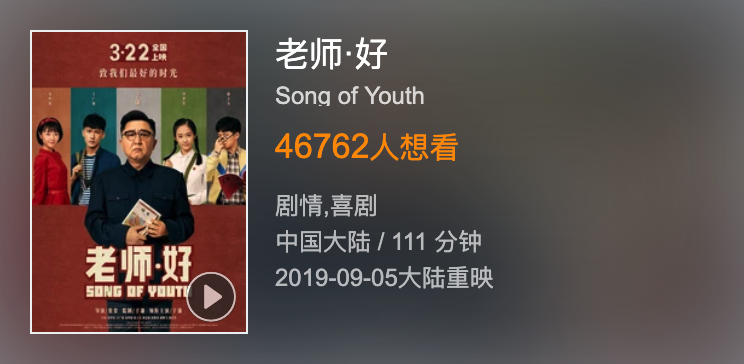 3·22 全国上映
致我们最好的时光
老师·好
SONG OF YOUTH
老师·好
Song of Youth
46762人想看
剧情,喜剧
中国大陆 / 111 分钟
2019-09-05大陆重映